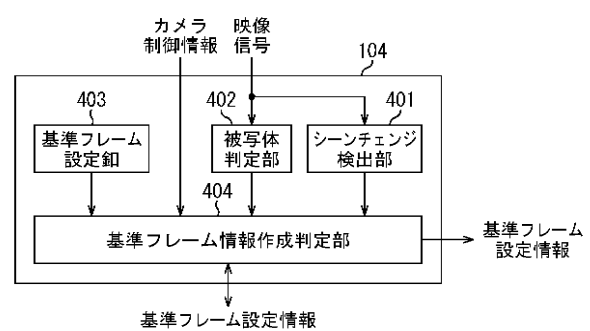 カメラ
制御情報
映像
信号
104
403
402
401
基準フレーム
設定釦
被写体
判定部
シーンチェンジ
検出部
404
基準フレーム情報作成判定部
基準フレーム
設定情報
基準フレーム設定情報